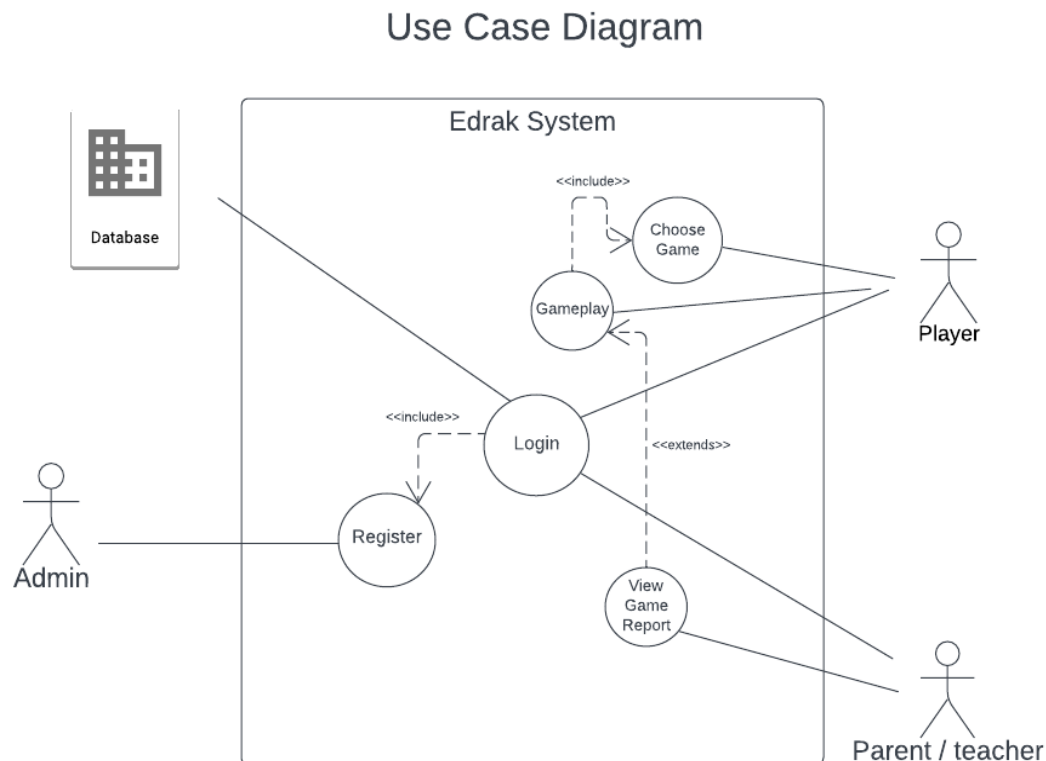 Use Case Diagram
Edrak System
Database
<<include>>
Choose
Game
Gameplay
Player
<<include>>
Login
<<extends>>
Register
Admin
View
Game
Report
Parent / teacher